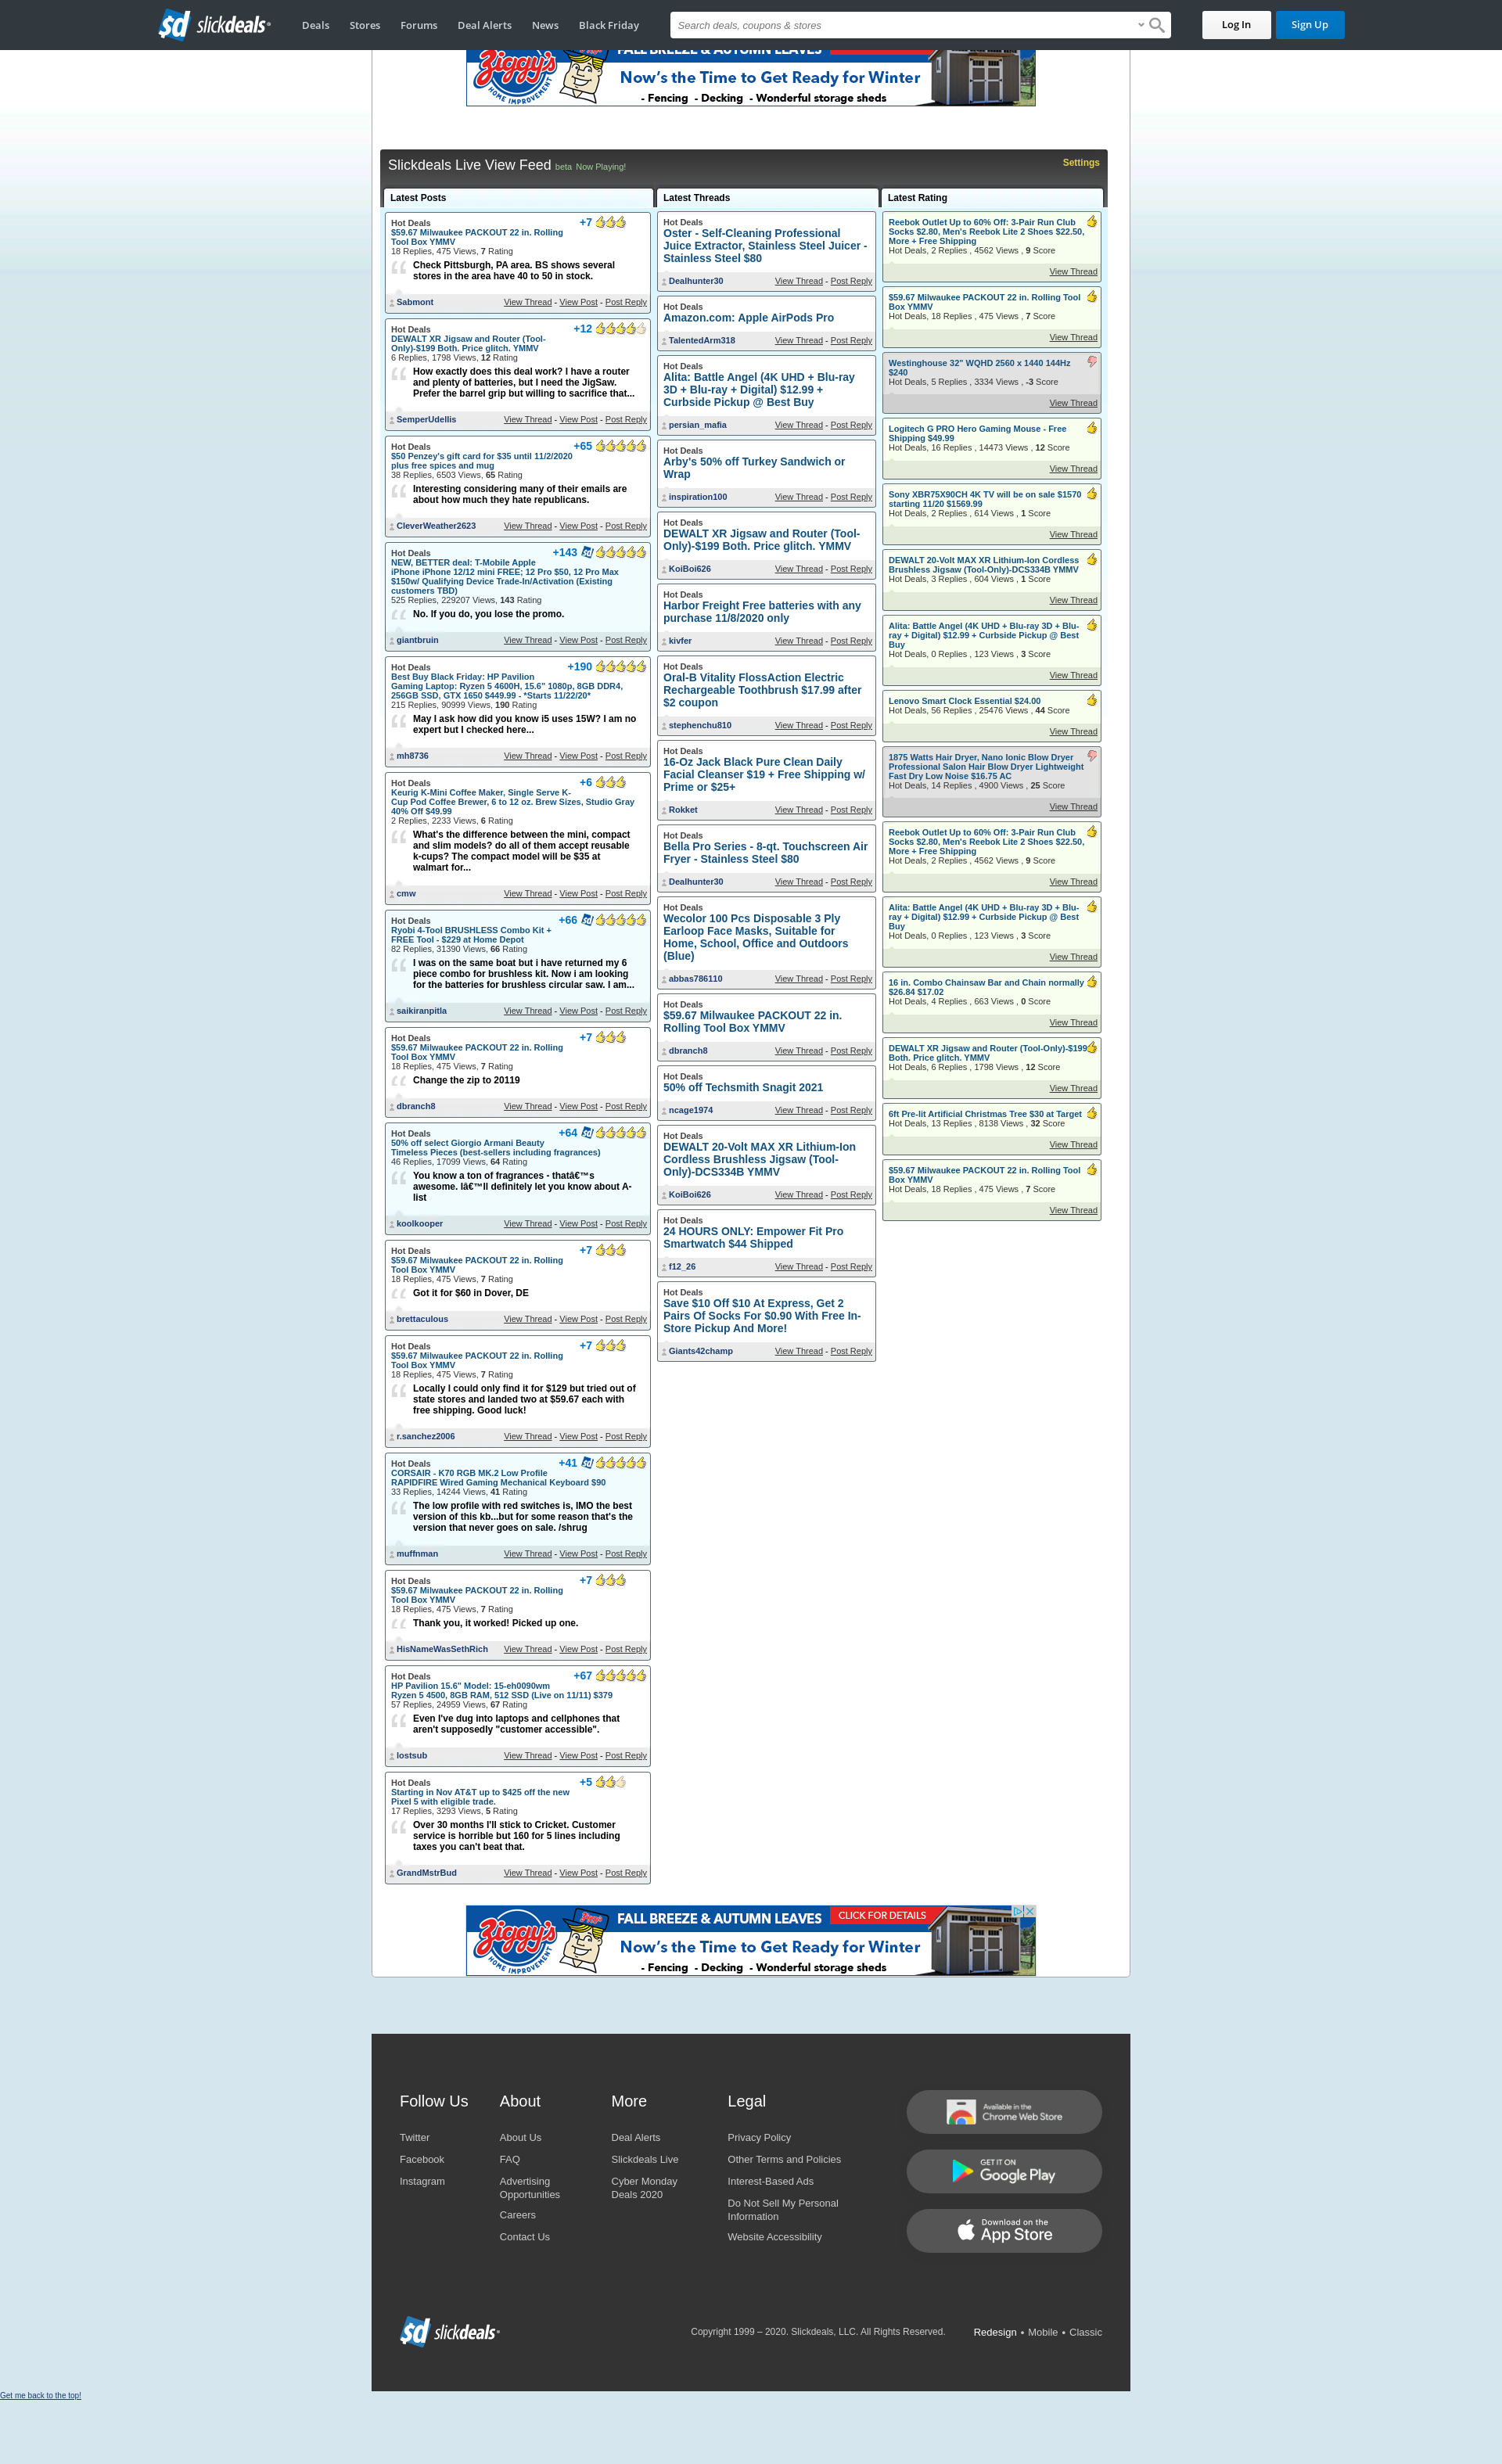 slickdeals
Deals
Stores
Forums
Deal Alerts
News
Black Friday
Search deals, coupons & stores
Log In
Sign Up
Ziggy's
HOME IMPROVEMENT
FALL BREEZE & AUTUMN LEAVES
Now's the Time to Get Ready for Winter
- Fencing - Decking - Wonderful storage sheds
Slickdeals Live View Feed beta Now Playing!
Settings
Latest Posts
Hot Deals
+7
$59.67 Milwaukee PACKOUT 22 in. Rolling
Tool Box YMMV
18 Replies, 475 Views, 7 Rating
Check Pittsburgh, PA area. BS shows several
stores in the area have 40 to 50 in stock.
Sabmont
View Thread - View Post - Post Reply
Hot Deals
+12
DEWALT XR Jigsaw and Router (Tool-
Only)-$199 Both. Price glitch. YMMV
6 Replies, 1798 Views, 12 Rating
How exactly does this deal work? I have a router
and plenty of batteries, but I need the JigSaw.
Prefer the barrel grip but willing to sacrifice that...
SemperUdellis
View Thread - View Post - Post Reply
Hot Deals
+65
$50 Penzey's gift card for $35 until 11/2/2020
plus free spices and mug
38 Replies, 6503 Views, 65 Rating
Interesting considering many of their emails are
about how much they hate republicans.
CleverWeather2623
View Thread - View Post - Post Reply
Hot Deals
+143
NEW, BETTER deal: T-Mobile Apple
iPhone iPhone 12/12 mini FREE; 12 Pro $50, 12 Pro Max
$150w/ Qualifying Device Trade-In/Activation (Existing
customers TBD)
525 Replies, 229207 Views, 143 Rating
No. If you do, you lose the promo.
giantbruin
View Thread - View Post - Post Reply
Hot Deals
+190
Best Buy Black Friday: HP Pavilion
Gaming Laptop: Ryzen 5 4600H, 15.6" 1080p, 8GB DDR4,
256GB SSD, GTX 1650 $449.99 - *Starts 11/22/20*
215 Replies, 90999 Views, 190 Rating
May I ask how did you know i5 uses 15W? I am no
expert but I checked here...
mh8736
View Thread - View Post - Post Reply
Hot Deals
+6
Keurig K-Mini Coffee Maker, Single Serve K-
Cup Pod Coffee Brewer, 6 to 12 oz. Brew Sizes, Studio Gray
40% Off $49.99
2 Replies, 2233 Views, 6 Rating
What's the difference between the mini, compact
and slim models? do all of them accept reusable
k-cups? The compact model will be $35 at
walmart for...
cmw
View Thread - View Post - Post Reply
Hot Deals
+66
Ryobi 4-Tool BRUSHLESS Combo Kit +
FREE Tool - $229 at Home Depot
82 Replies, 31390 Views, 66 Rating
I was on the same boat but i have returned my 6
piece combo for brushless kit. Now i am looking
for the batteries for brushless circular saw. I am...
saikiranpitla
View Thread - View Post - Post Reply
Hot Deals
+7
$59.67 Milwaukee PACKOUT 22 in. Rolling
Tool Box YMMV
18 Replies, 475 Views, 7 Rating
Change the zip to 20119
dbranch8
View Thread - View Post - Post Reply
Hot Deals
+64
50% off select Giorgio Armani Beauty
Timeless Pieces (best-sellers including fragrances)
46 Replies, 17099 Views, 64 Rating
You know a ton of fragrances - thatâ€™s
awesome. Iâ€™ll definitely let you know about A-
list
koolkooper
View Thread - View Post - Post Reply
Hot Deals
+7
$59.67 Milwaukee PACKOUT 22 in. Rolling
Tool Box YMMV
18 Replies, 475 Views, 7 Rating
Got it for $60 in Dover, DE
brettaculous
View Thread - View Post - Post Reply
Hot Deals
+7
$59.67 Milwaukee PACKOUT 22 in. Rolling
Tool Box YMMV
18 Replies, 475 Views, 7 Rating
Locally I could only find it for $129 but tried out of
state stores and landed two at $59.67 each with
free shipping. Good luck!
r.sanchez2006
View Thread - View Post - Post Reply
Hot Deals
+41
CORSAIR - K70 RGB MK.2 Low Profile
RAPIDFIRE Wired Gaming Mechanical Keyboard $90
33 Replies, 14244 Views, 41 Rating
The low profile with red switches is, IMO the best
version of this kb...but for some reason that's the
version that never goes on sale. /shrug
muffnman
View Thread - View Post - Post Reply
Hot Deals
+7
$59.67 Milwaukee PACKOUT 22 in. Rolling
Tool Box YMMV
18 Replies, 475 Views, 7 Rating
Thank you, it worked! Picked up one.
HisNameWasSethRich
View Thread - View Post - Post Reply
Hot Deals
+67
HP Pavilion 15.6" Model: 15-eh0090wm
Ryzen 5 4500, 8GB RAM, 512 SSD (Live on 11/11) $379
57 Replies, 24959 Views, 67 Rating
Even I've dug into laptops and cellphones that
aren't supposedly "customer accessible".
lostsub
View Thread - View Post - Post Reply
Hot Deals
+5
Starting in Nov AT&T up to $425 off the new
Pixel 5 with eligible trade.
17 Replies, 3293 Views, 5 Rating
Over 30 months I'll stick to Cricket. Customer
service is horrible but 160 for 5 lines including
taxes you can't beat that.
GrandMstrBud
View Thread - View Post - Post Reply
Latest Threads
Hot Deals
Oster - Self-Cleaning Professional
Juice Extractor, Stainless Steel Juicer -
Stainless Steel $80
Dealhunter30
View Thread - Post Reply
Hot Deals
Amazon.com: Apple AirPods Pro
TalentedArm318
View Thread - Post Reply
Hot Deals
Alita: Battle Angel (4K UHD + Blu-ray
3D + Blu-ray + Digital) $12.99 +
Curbside Pickup @ Best Buy
persian_mafia
View Thread - Post Reply
Hot Deals
Arby's 50% off Turkey Sandwich or
Wrap
inspiration100
View Thread - Post Reply
Hot Deals
DEWALT XR Jigsaw and Router (Tool-
Only)-$199 Both. Price glitch. YMMV
KoiBoi626
View Thread - Post Reply
Hot Deals
Harbor Freight Free batteries with any
purchase 11/8/2020 only
kivfer
View Thread - Post Reply
Hot Deals
Oral-B Vitality FlossAction Electric
Rechargeable Toothbrush $17.99 after
$2 coupon
stephenchu810
View Thread - Post Reply
Hot Deals
16-Oz Jack Black Pure Clean Daily
Facial Cleanser $19 + Free Shipping w/
Prime or $25+
Rokket
View Thread - Post Reply
Hot Deals
Bella Pro Series - 8-qt. Touchscreen Air
Fryer - Stainless Steel $80
Dealhunter30
View Thread - Post Reply
Hot Deals
Wecolor 100 Pcs Disposable 3 Ply
Earloop Face Masks, Suitable for
Home, School, Office and Outdoors
(Blue)
abbas786110
View Thread - Post Reply
Hot Deals
$59.67 Milwaukee PACKOUT 22 in.
Rolling Tool Box YMMV
dbranch8
View Thread - Post Reply
Hot Deals
50% off Techsmith Snagit 2021
ncage1974
View Thread - Post Reply
Hot Deals
DEWALT 20-Volt MAX XR Lithium-Ion
Cordless Brushless Jigsaw (Tool-
Only)-DCS334B YMMV
KoiBoi626
View Thread - Post Reply
Hot Deals
24 HOURS ONLY: Empower Fit Pro
Smartwatch $44 Shipped
f12_26
View Thread - Post Reply
Hot Deals
Save $10 Off $10 At Express, Get 2
Pairs Of Socks For $0.90 With Free In-
Store Pickup And More!
Giants42champ
View Thread - Post Reply
Latest Rating
Reebok Outlet Up to 60% Off: 3-Pair Run Club
Socks $2.80, Men's Reebok Lite 2 Shoes $22.50,
More + Free Shipping
Hot Deals, 2 Replies , 4562 Views , 9 Score
View Thread
$59.67 Milwaukee PACKOUT 22 in. Rolling Tool
Box YMMV
Hot Deals, 18 Replies , 475 Views , 7 Score
View Thread
Westinghouse 32" WQHD 2560 x 1440 144Hz
$240
Hot Deals, 5 Replies , 3334 Views , -3 Score
View Thread
Logitech G PRO Hero Gaming Mouse - Free
Shipping $49.99
Hot Deals, 16 Replies , 14473 Views , 12 Score
View Thread
Sony XBR75X90CH 4K TV will be on sale $1570
starting 11/20 $1569.99
Hot Deals, 2 Replies , 614 Views , 1 Score
View Thread
DEWALT 20-Volt MAX XR Lithium-Ion Cordless
Brushless Jigsaw (Tool-Only)-DCS334B YMMV
Hot Deals, 3 Replies , 604 Views , 1 Score
View Thread
Alita: Battle Angel (4K UHD + Blu-ray 3D + Blu-
ray + Digital) $12.99 + Curbside Pickup @ Best
Buy
Hot Deals, 0 Replies , 123 Views , 3 Score
View Thread
Lenovo Smart Clock Essential $24.00
Hot Deals, 56 Replies , 25476 Views , 44 Score
View Thread
1875 Watts Hair Dryer, Nano Ionic Blow Dryer
Professional Salon Hair Blow Dryer Lightweight
Fast Dry Low Noise $16.75 AC
Hot Deals, 14 Replies , 4900 Views , 25 Score
View Thread
Reebok Outlet Up to 60% Off: 3-Pair Run Club
Socks $2.80, Men's Reebok Lite 2 Shoes $22.50,
More + Free Shipping
Hot Deals, 2 Replies , 4562 Views , 9 Score
View Thread
Alita: Battle Angel (4K UHD + Blu-ray 3D + Blu-
ray + Digital) $12.99 + Curbside Pickup @ Best
Buy
Hot Deals, 0 Replies , 123 Views , 3 Score
View Thread
16 in. Combo Chainsaw Bar and Chain normally
$26.84 $17.02
Hot Deals, 4 Replies , 663 Views , 0 Score
View Thread
DEWALT XR Jigsaw and Router (Tool-Only)-$199
Both. Price glitch. YMMV
Hot Deals, 6 Replies , 1798 Views , 12 Score
View Thread
6ft Pre-lit Artificial Christmas Tree $30 at Target
Hot Deals, 13 Replies , 8138 Views , 32 Score
View Thread
$59.67 Milwaukee PACKOUT 22 in. Rolling Tool
Box YMMV
Hot Deals, 18 Replies , 475 Views , 7 Score
View Thread
Ziggy's
HOME IMPROVEMENT
FALL BREEZE & AUTUMN LEAVES
CLICK FOR DETAILS
Now's the Time to Get Ready for Winter
- Fencing - Decking - Wonderful storage sheds
Follow Us
Twitter
Facebook
Instagram
About
About Us
FAQ
Advertising
Opportunities
Careers
Contact Us
More
Deal Alerts
Slickdeals Live
Cyber Monday
Deals 2020
Legal
Privacy Policy
Other Terms and Policies
Interest-Based Ads
Do Not Sell My Personal
Information
Website Accessibility
Available in the
Chrome Web Store
GET IT ON
Google Play
Download on the
App Store
slickdeals
Copyright 1999 – 2020. Slickdeals, LLC. All Rights Reserved.
Redesign • Mobile • Classic
Get me back to the top!